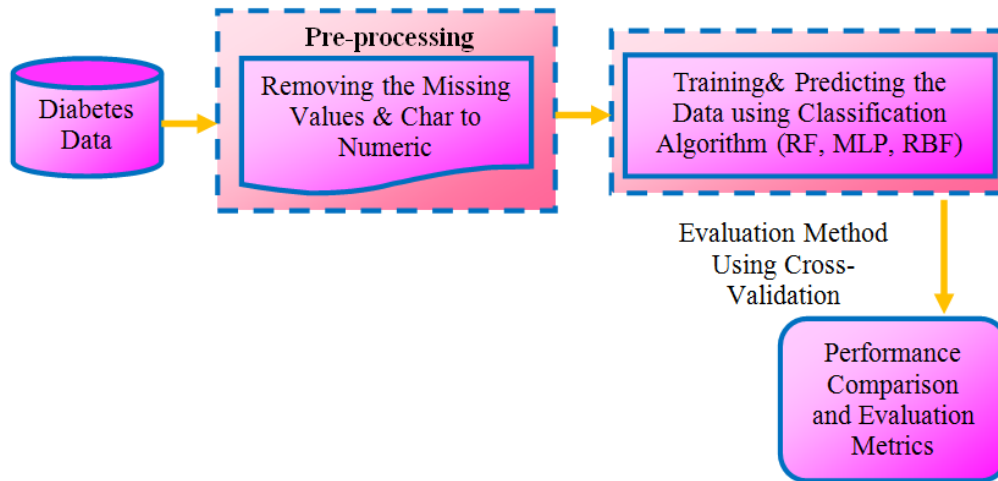 Diabetes
Data
Pre-processing
Removing the Missing
Values & Char to
Numeric
Training& Predicting the
Data using Classification
Algorithm (RF, MLP, RBF)
Evaluation Method
Using Cross-
Validation
Performance
Comparison
and Evaluation
Metrics